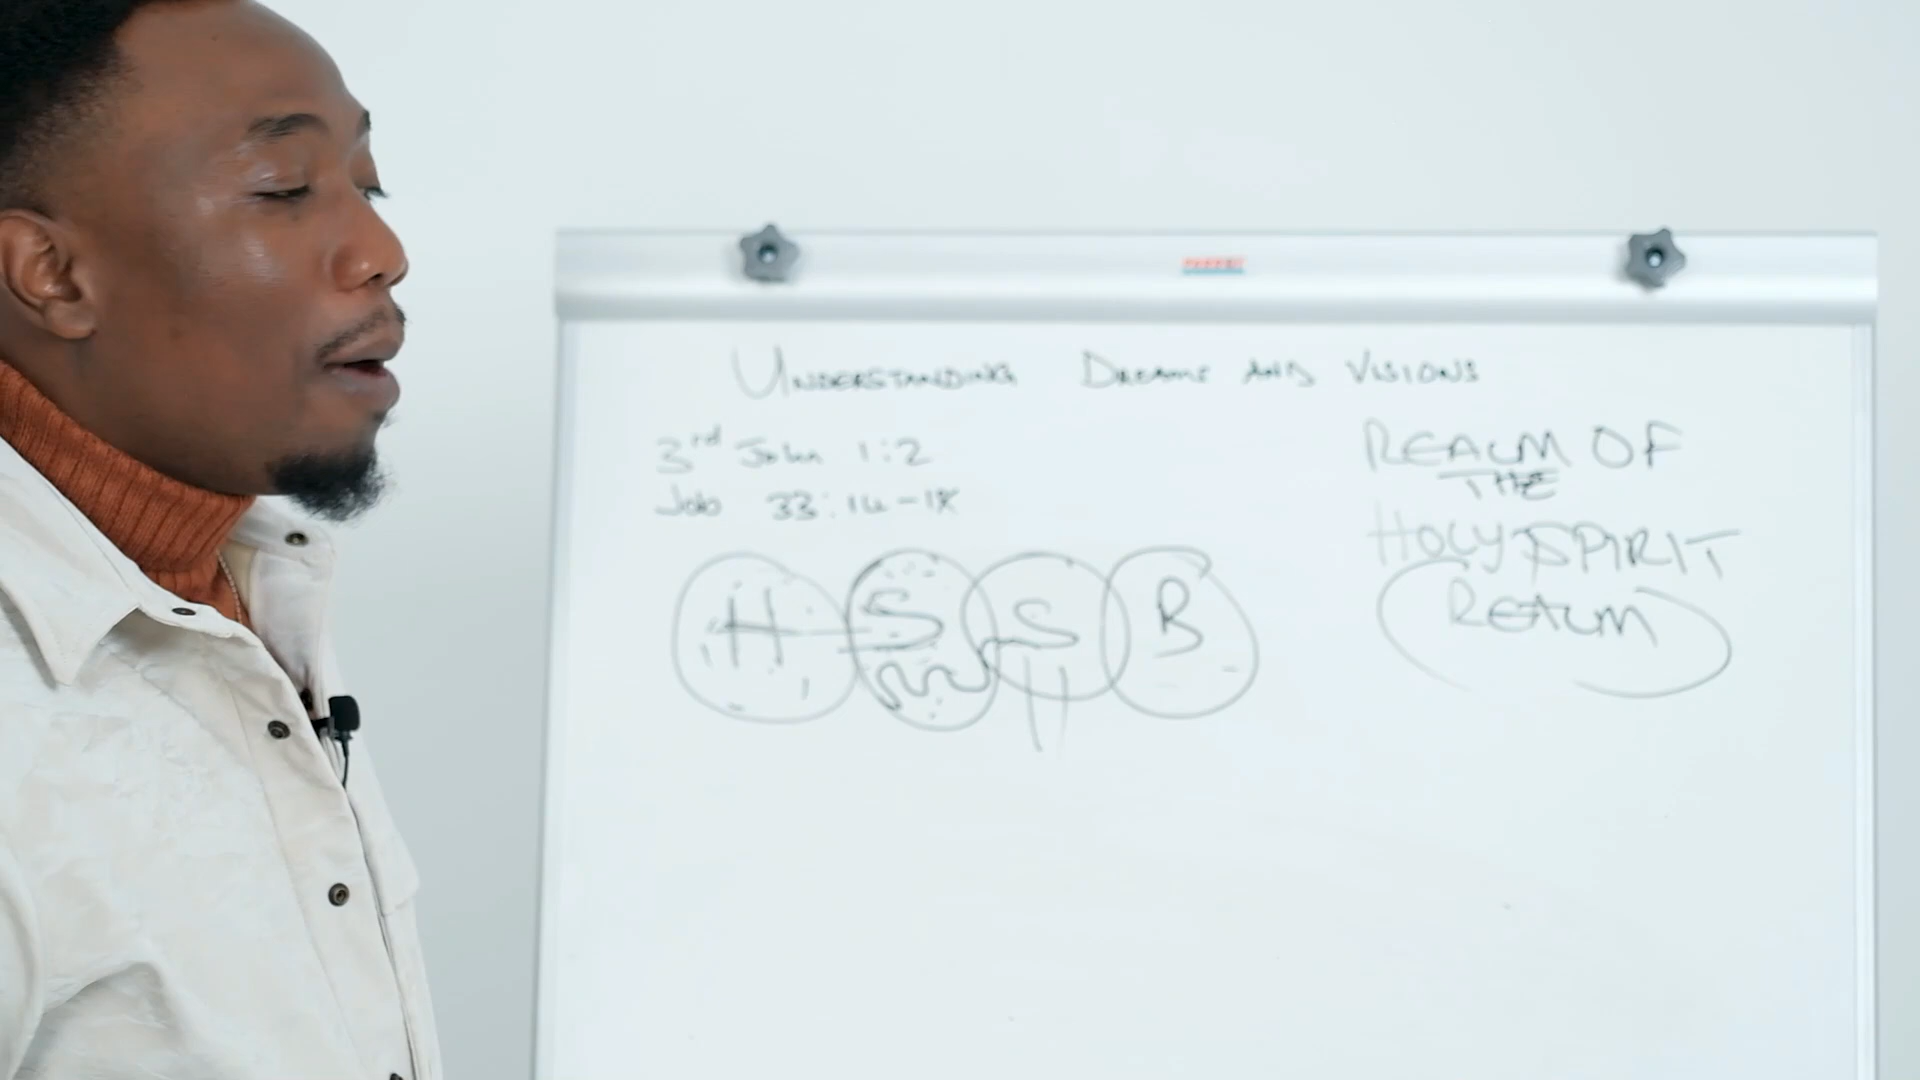 UNDERSTANDING DREAMS AND VISIONS
3rd John 1:2
Job 33:14-18
REALM OF
THE
HOLY SPIRIT
REALM
H S S B